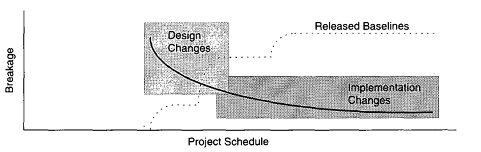 Released Baselines
Design
Changes
Implementation
Changes
Breakage
Project Schedule